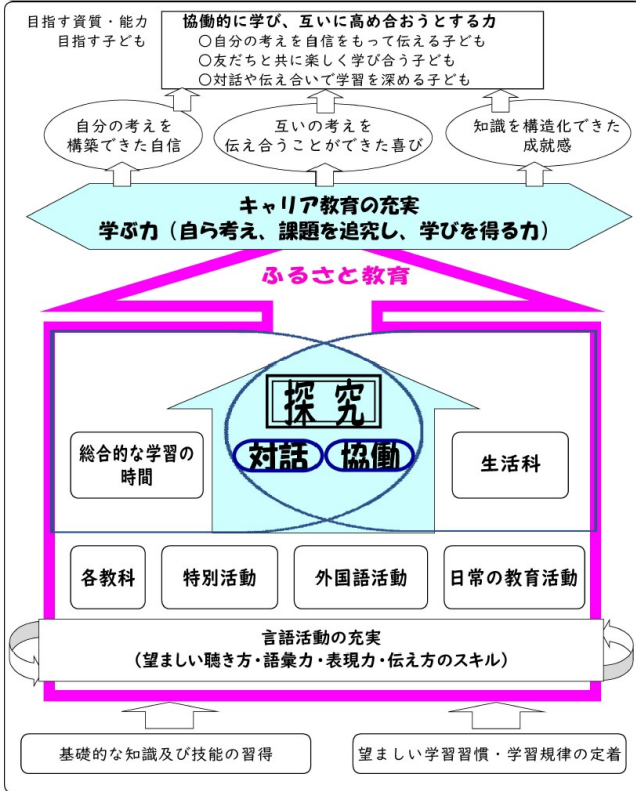 目指す資質・能力
目指す子ども
協働的に学び、互いに高め合おうとする力
○自分の考えを自信をもって伝える子ども
○友だちと共に楽しく学び合う子ども
○対話や伝え合いで学習を深める子ども
自分の考えを
構築できた自信
互いの考えを
伝え合うことができた喜び
知識を構造化できた
成就感
キャリア教育の充実
学ぶ力（自ら考え、課題を追究し、学びを得る力）
ふるさと教育
探究
対話
協働
総合的な学習の
時間
生活科
各教科
特別活動
外国語活動
日常の教育活動
言語活動の充実
（望ましい聴き方・語彙力・表現力・伝え方のスキル）
基礎的な知識及び技能の習得
望ましい学習習慣・学習規律の定着